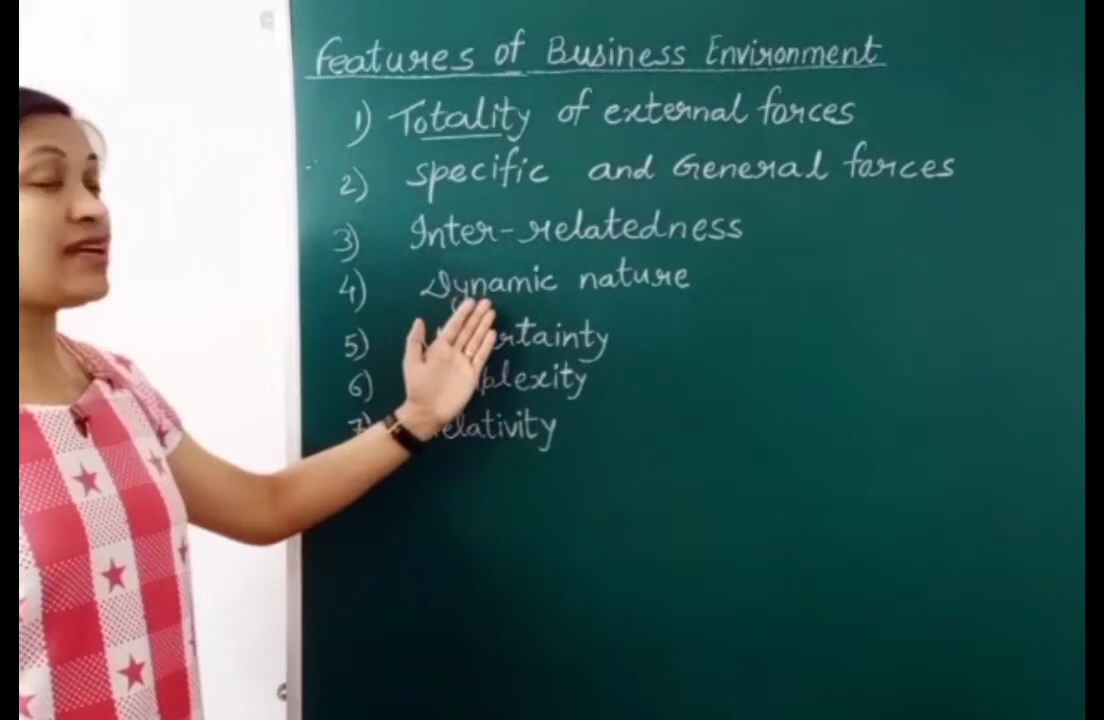 Features of Business Environment
1) Totality of external forces
2) Specific and General forces
3) Inter-relatedness
4) Dynamic nature
5)
6)
7)